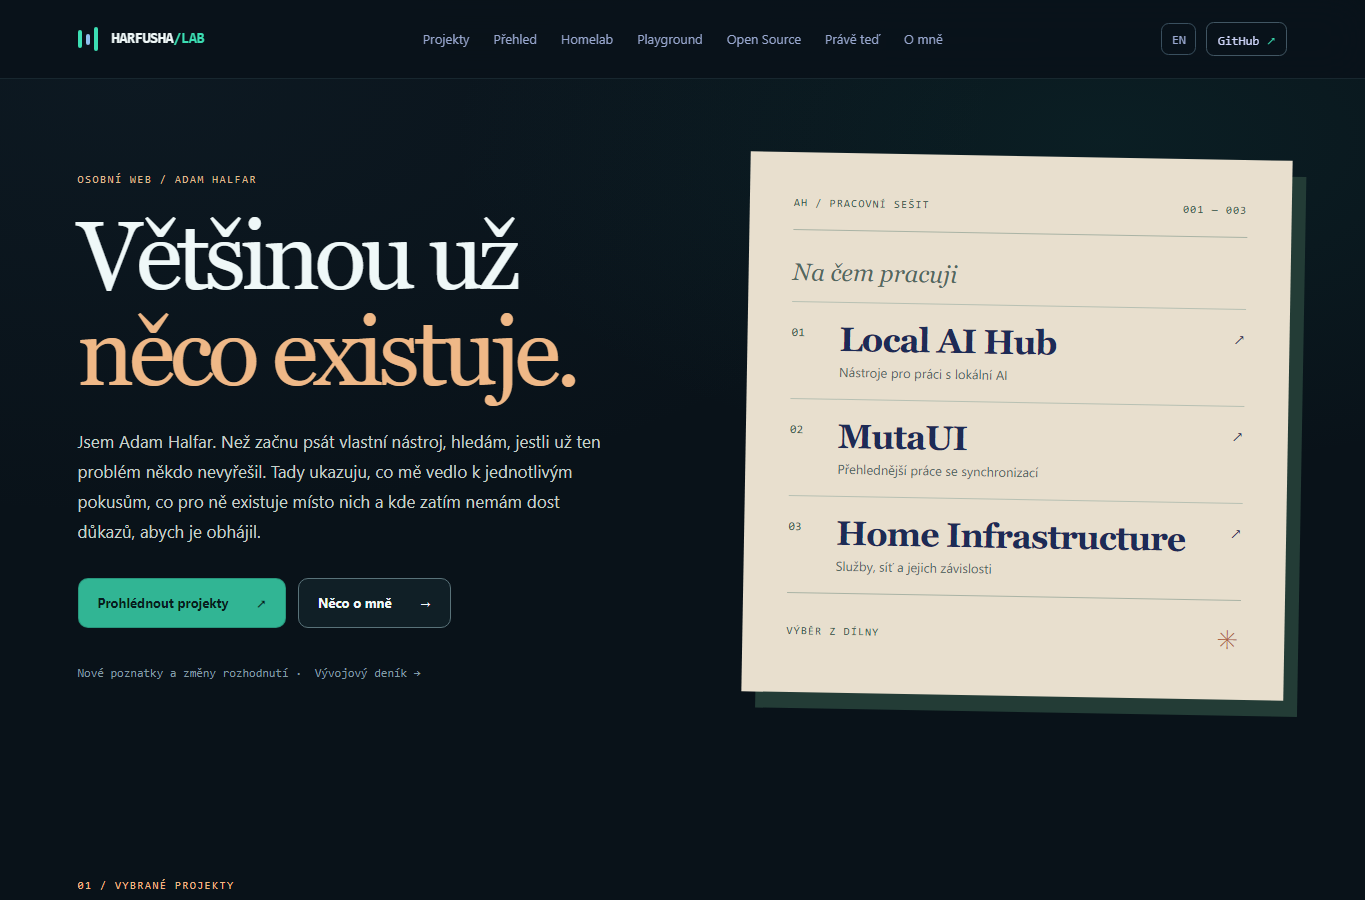 HARFUSHA/LAB
Projekty
Přehled
Homelab
Playground
Open Source
Právě teď
O mně
EN
GitHub ↗
OSOBNÍ WEB / ADAM HALFAR
Většinou už
něco existuje.
Jsem Adam Halfar. Než začnu psát vlastní nástroj, hledám, jestli už ten
problém někdo nevyřešil. Tady ukazuju, co mě vedlo k jednotlivým
pokusům, co pro ně existuje místo nich a kde zatím nemám dost
důkazů, abych je obhájil.
Prohlédnout projekty ↗
Něco o mně →
Nové poznatky a změny rozhodnutí · Vývojový deník →
AH / PRACOVNÍ SEŠIT
001 — 003
Na čem pracuji
01
Local AI Hub ↗
Nástroje pro práci s lokální AI
02
MutaUI ↗
Přehlednější práce se synchronizací
03
Home Infrastructure ↗
Služby, síť a jejich závislosti
VÝBĚR Z DÍLNY
01 / VYBRANÉ PROJEKTY